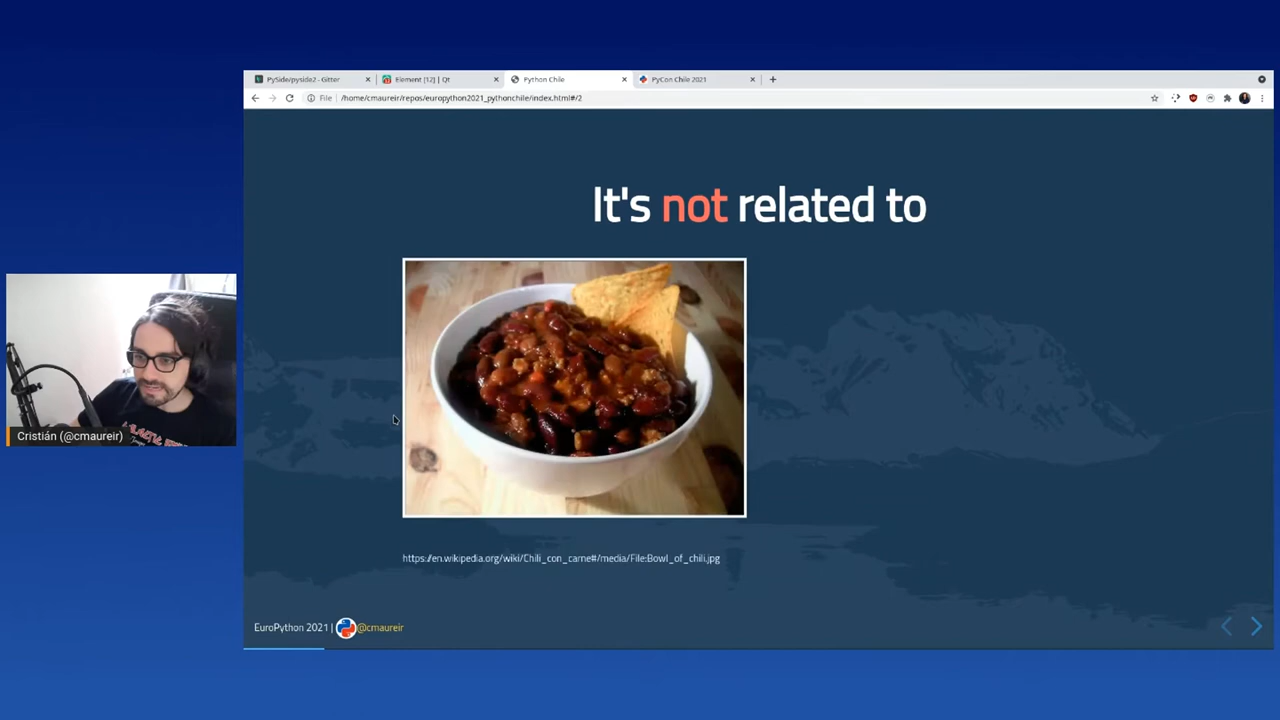 PySide/pyside2 - Gitter
Element [12] | Qt
Python Chile
PyCon Chile 2021
File
/home/cmaureir/repos/europython2021_pythonchile/index.html#/2
It's not related to
Cristián (@cmaureir)
https://en.wikipedia.org/wiki/Chili_con_carne#/media/File:Bowl_of_chili.jpg
EuroPython 2021 | @cmaureir